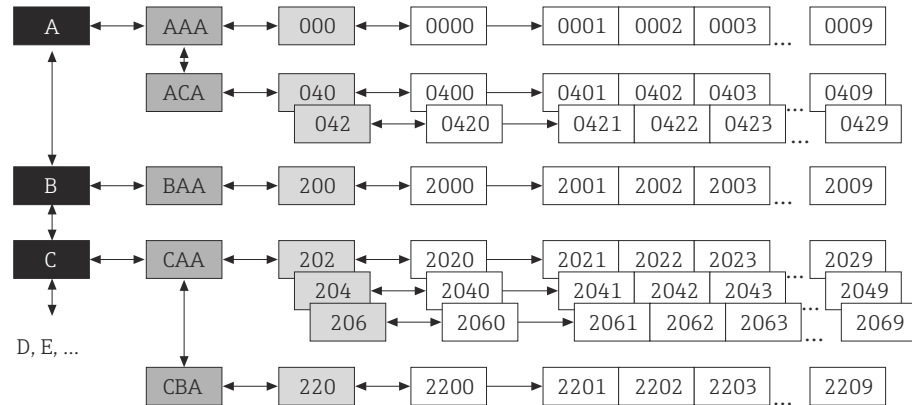 A AAA 000 0000 0001 0002 0003 ... 0009
ACA 040 0400 0401 0402 0403 ... 0409
042 0420 0421 0422 0423 ... 0429
B BAA 200 2000 2001 2002 2003 ... 2009
C CAA 202 2020 2021 2022 2023 ... 2029
204 2040 2041 2042 2043 ... 2049
206 2060 2061 2062 2063 ... 2069
D, E, ...
CBA 220 2200 2201 2202 2203 ... 2209